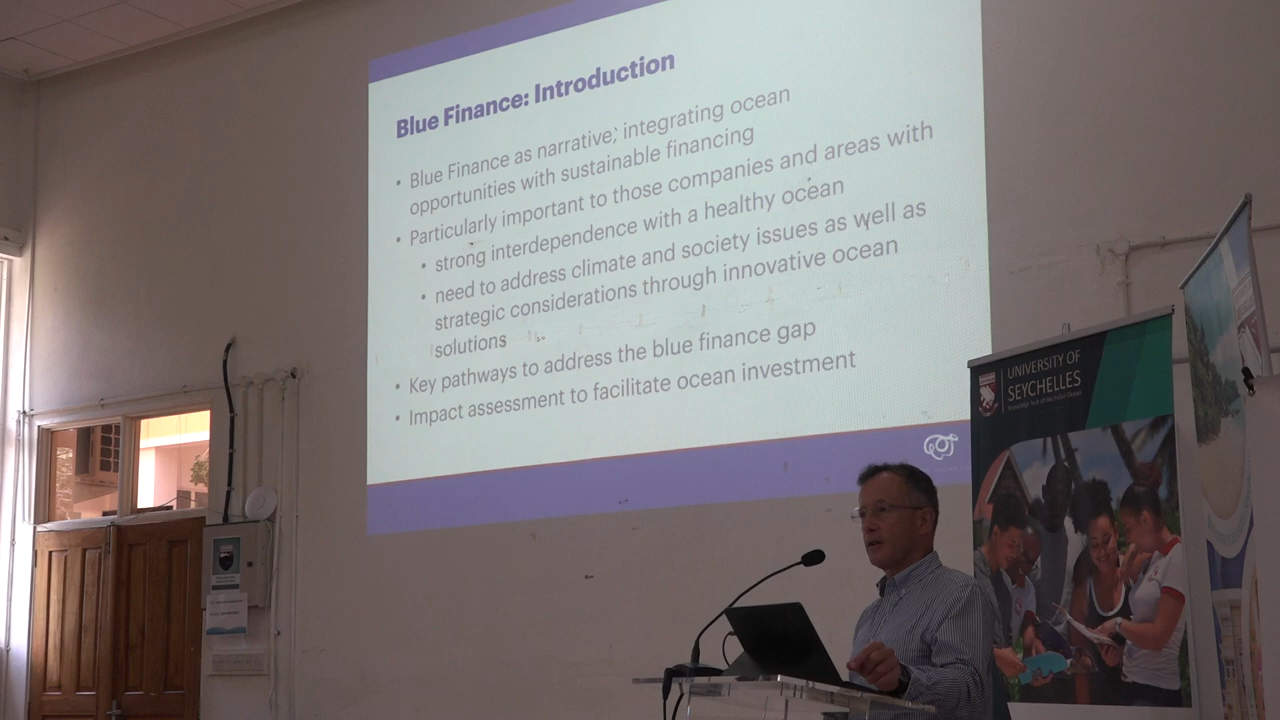 Blue Finance: Introduction
• Blue Finance as narrative; integrating ocean
opportunities with sustainable financing
• Particularly important to those companies and areas with
• strong interdependence with a healthy ocean
• need to address climate and society issues as well as
strategic considerations through innovative ocean
solutions
• Key pathways to address the blue finance gap
• Impact assessment to facilitate ocean investment
UNIVERSITY OF
SEYCHELLES